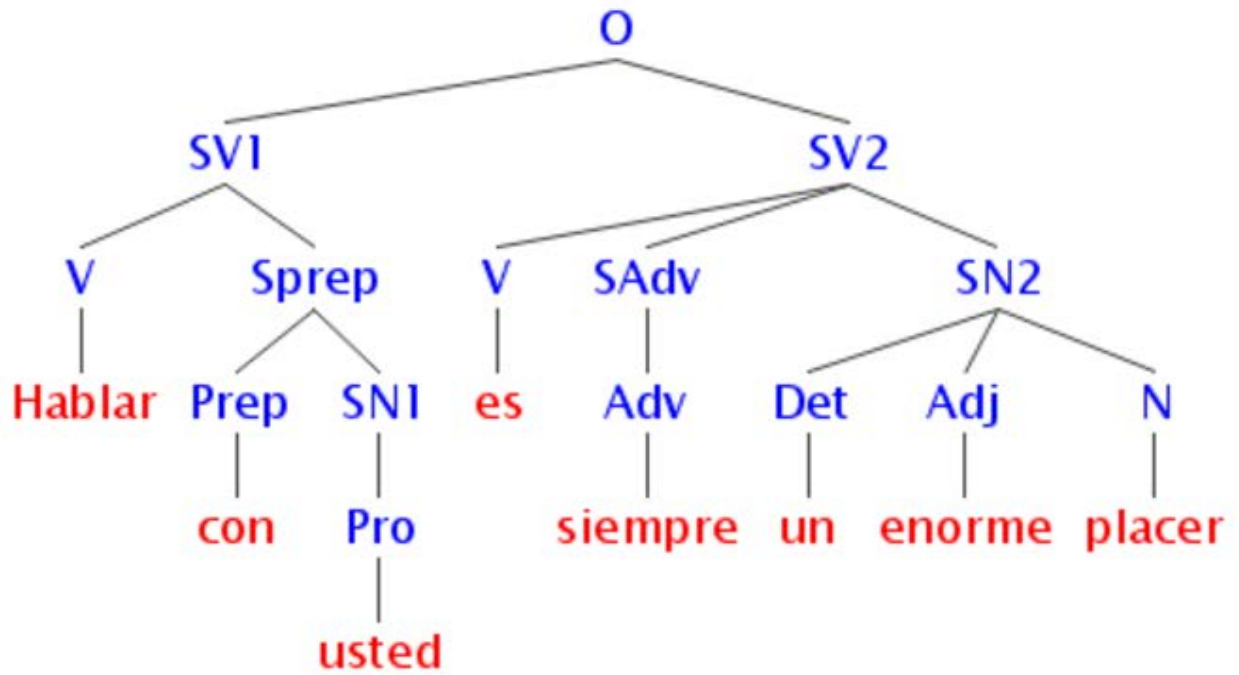 O
SV1 SV2
V Sprep V SAdv SN2
Hablar Prep SN1 es Adv Det Adj N
con Pro siempre un enorme placer
usted